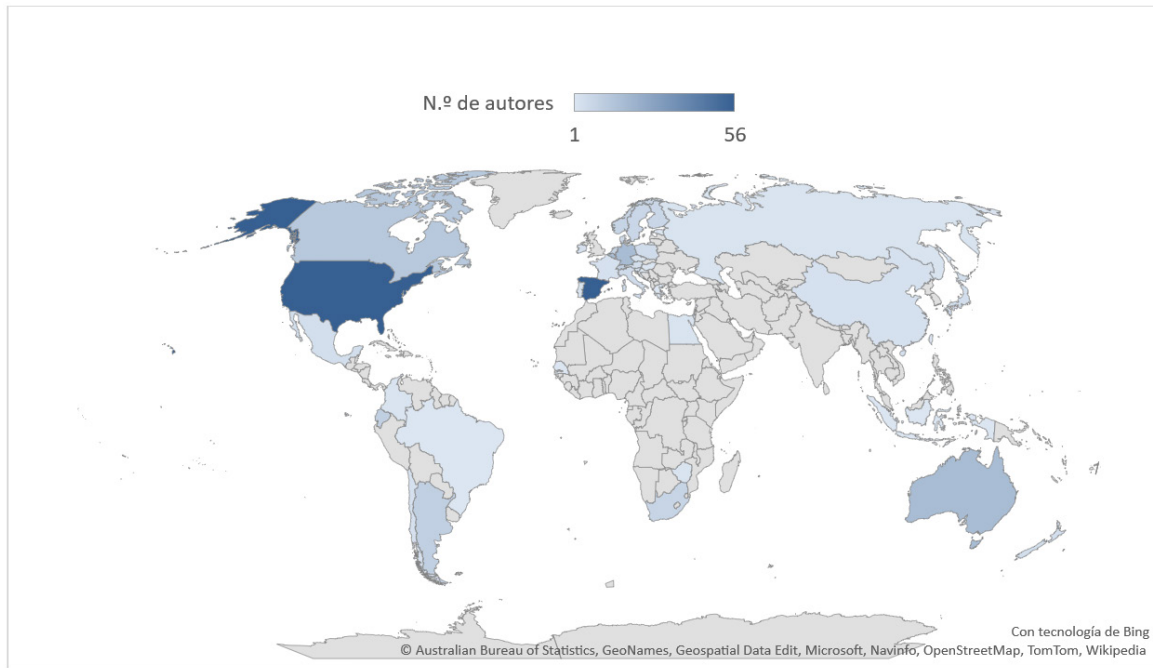 N.º de autores
1 56
Con tecnología de Bing
© Australian Bureau of Statistics, GeoNames, Geospatial Data Edit, Microsoft, Navinfo, OpenStreetMap, TomTom, Wikipedia